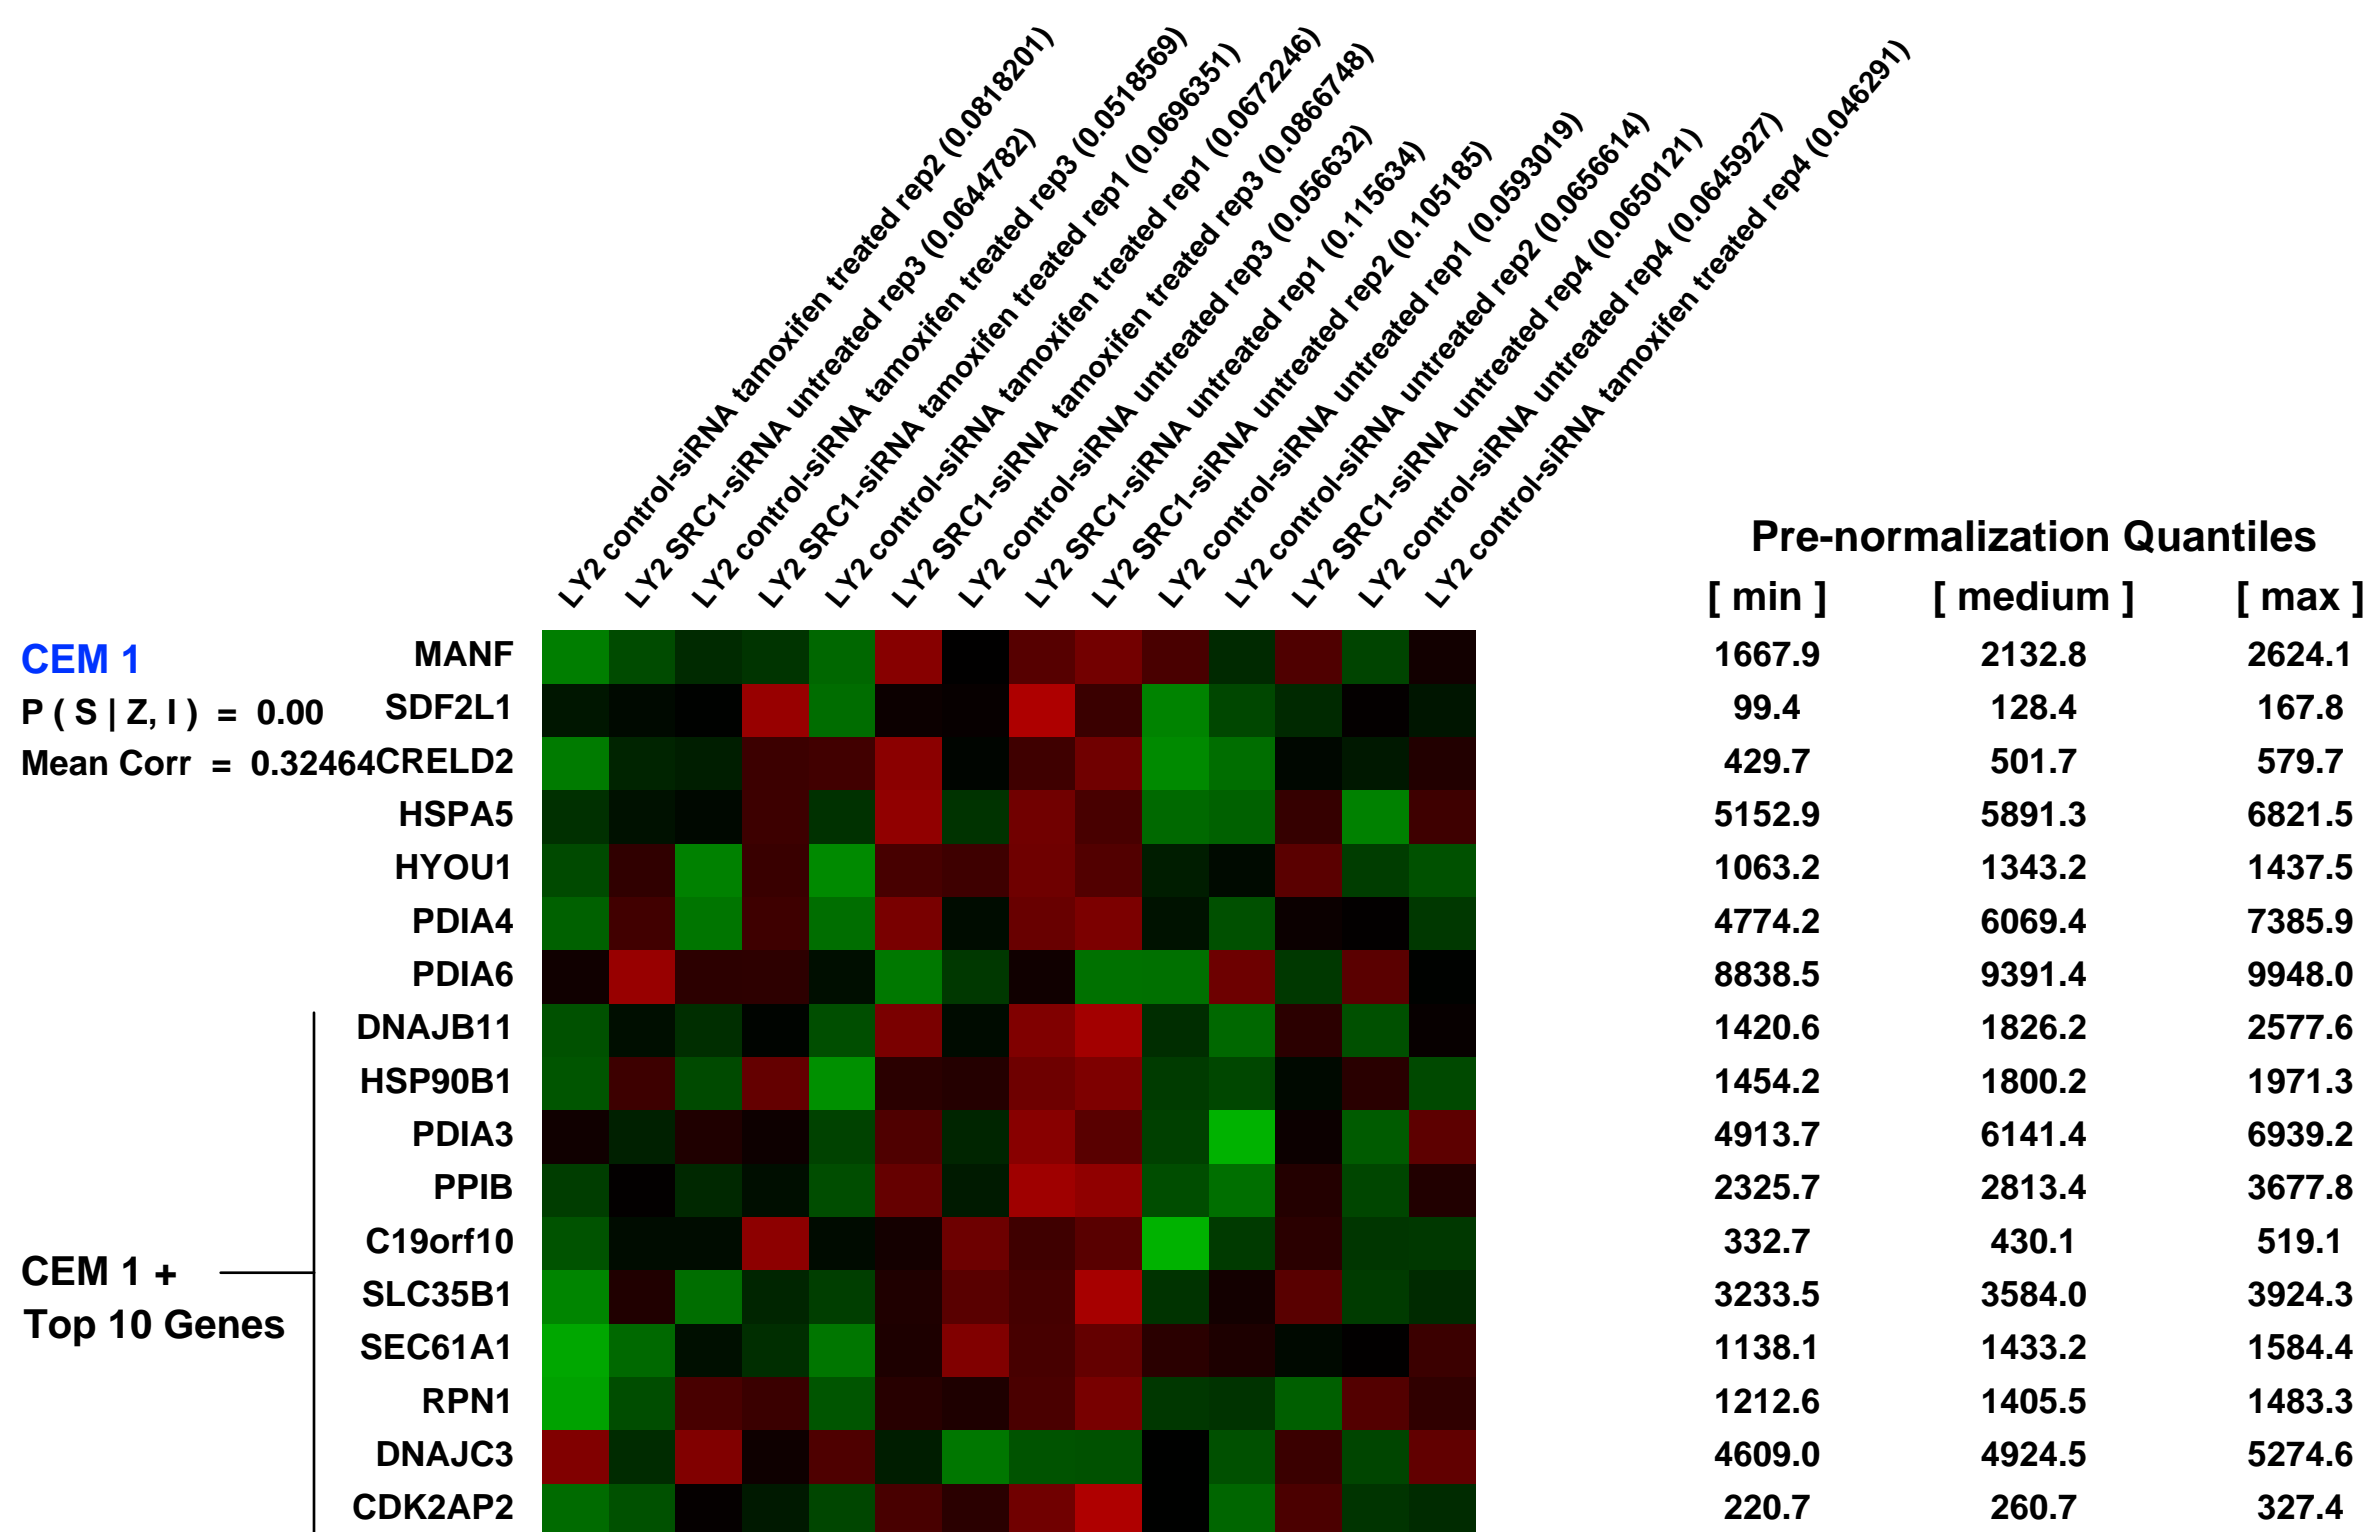 LY2 control-siRNA tamoxifen treated rep2 (0.0818201)
LY2 SRC1-siRNA untreated rep3 (0.0644782)
LY2 control-siRNA tamoxifen treated rep3 (0.0518569)
LY2 SRC1-siRNA tamoxifen treated rep1 (0.0696351)
LY2 control-siRNA tamoxifen treated rep1 (0.0672246)
LY2 SRC1-siRNA tamoxifen treated rep3 (0.0866748)
LY2 control-siRNA untreated rep3 (0.056632)
LY2 SRC1-siRNA untreated rep1 (0.115634)
LY2 SRC1-siRNA untreated rep2 (0.105185)
LY2 control-siRNA untreated rep1 (0.0593019)
LY2 control-siRNA untreated rep2 (0.0656614)
LY2 SRC1-siRNA untreated rep4 (0.0650121)
LY2 control-siRNA untreated rep4 (0.0645927)
LY2 control-siRNA tamoxifen treated rep4 (0.046291)
Pre-normalization Quantiles
[ min ] [ medium ] [ max ]
CEM 1 MANF 1667.9 2132.8 2624.1
P ( S | Z, I ) = 0.00 SDF2L1 99.4 128.4 167.8
Mean Corr = 0.32464 CRELD2 429.7 501.7 579.7
HSPA5 5152.9 5891.3 6821.5
HYOU1 1063.2 1343.2 1437.5
PDIA4 4774.2 6069.4 7385.9
PDIA6 8838.5 9391.4 9948.0
DNAJB11 1420.6 1826.2 2577.6
HSP90B1 1454.2 1800.2 1971.3
PDIA3 4913.7 6141.4 6939.2
PPIB 2325.7 2813.4 3677.8
C19orf10 332.7 430.1 519.1
CEM 1 +
SLC35B1 3233.5 3584.0 3924.3
Top 10 Genes
SEC61A1 1138.1 1433.2 1584.4
RPN1 1212.6 1405.5 1483.3
DNAJC3 4609.0 4924.5 5274.6
CDK2AP2 220.7 260.7 327.4